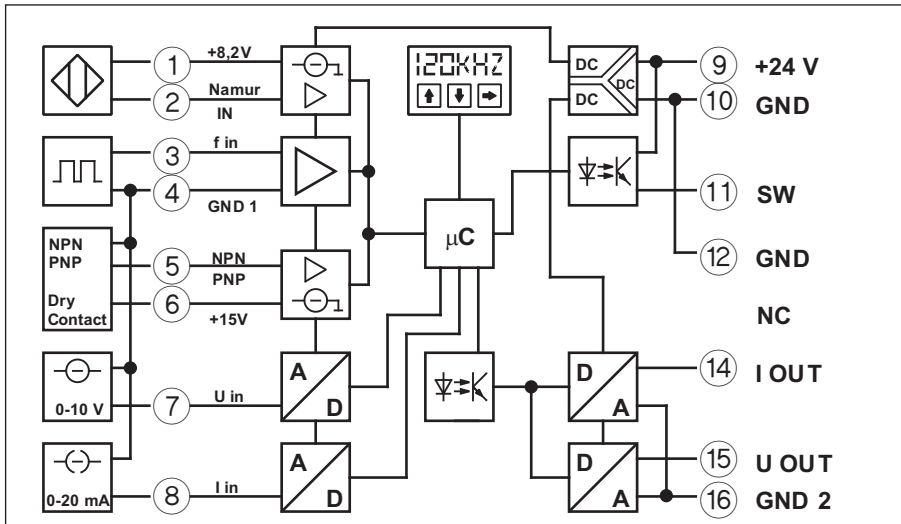 1 +8,2V
2 Namur
IN
3 f in
4
GND 1
NPN
PNP
Dry
Contact
5 NPN
PNP
6
+15V
0-10 V
7 U in
0-20 mA
8 I in
A
D
A
D
120KHZ
µC
DC
DC
DC
D
A
D
A
9 +24 V
10 GND
11 SW
12 GND
NC
14 I OUT
15 U OUT
16 GND 2